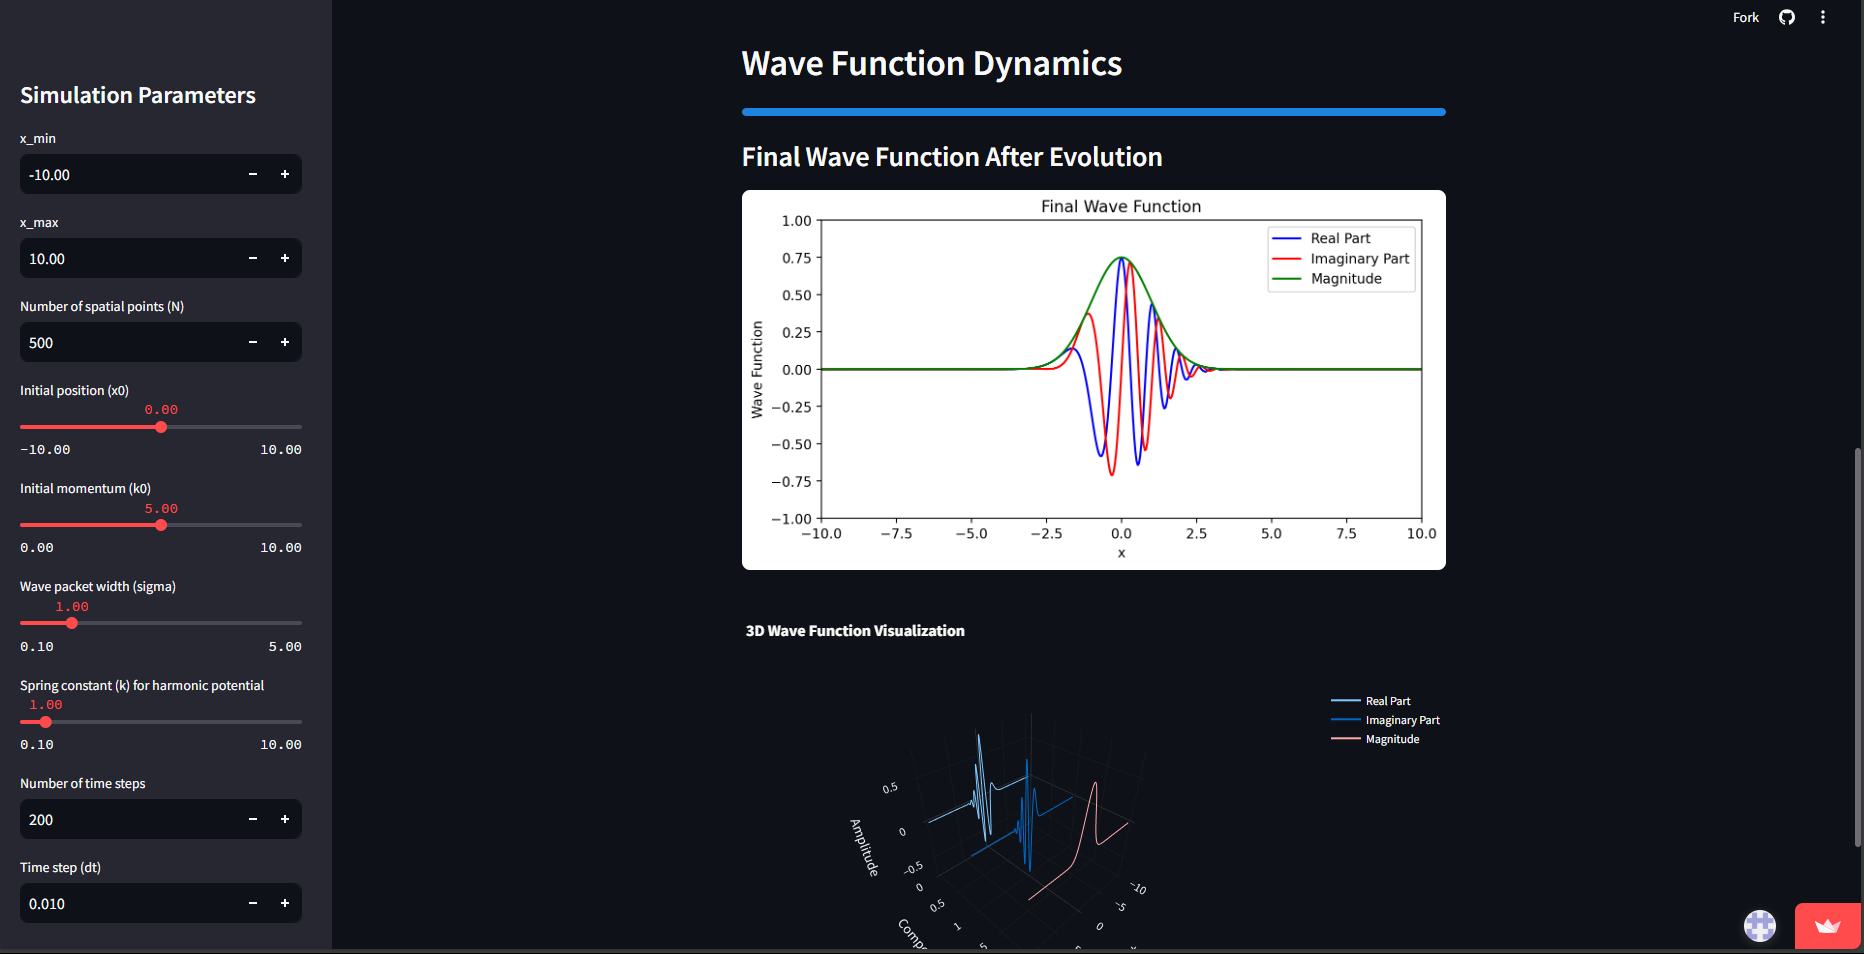 Fork
Simulation Parameters
x_min
-10.00
x_max
10.00
Number of spatial points (N)
500
Initial position (x0)
0.00
-10.00 10.00
Initial momentum (k0)
5.00
0.00 10.00
Wave packet width (sigma)
1.00
0.10 5.00
Spring constant (k) for harmonic potential
1.00
0.10 10.00
Number of time steps
200
Time step (dt)
0.010
Wave Function Dynamics
Final Wave Function After Evolution
Final Wave Function
1.00
0.75
0.50
0.25
0.00
−0.25
−0.50
−0.75
−1.00
Wave Function
Real Part
Imaginary Part
Magnitude
−10.0 −7.5 −5.0 −2.5 0.0 2.5 5.0 7.5 10.0
x
3D Wave Function Visualization
Real Part
Imaginary Part
Magnitude
0.5
0
−0.5
Amplitude
0
0.5
1
−10
−5
0